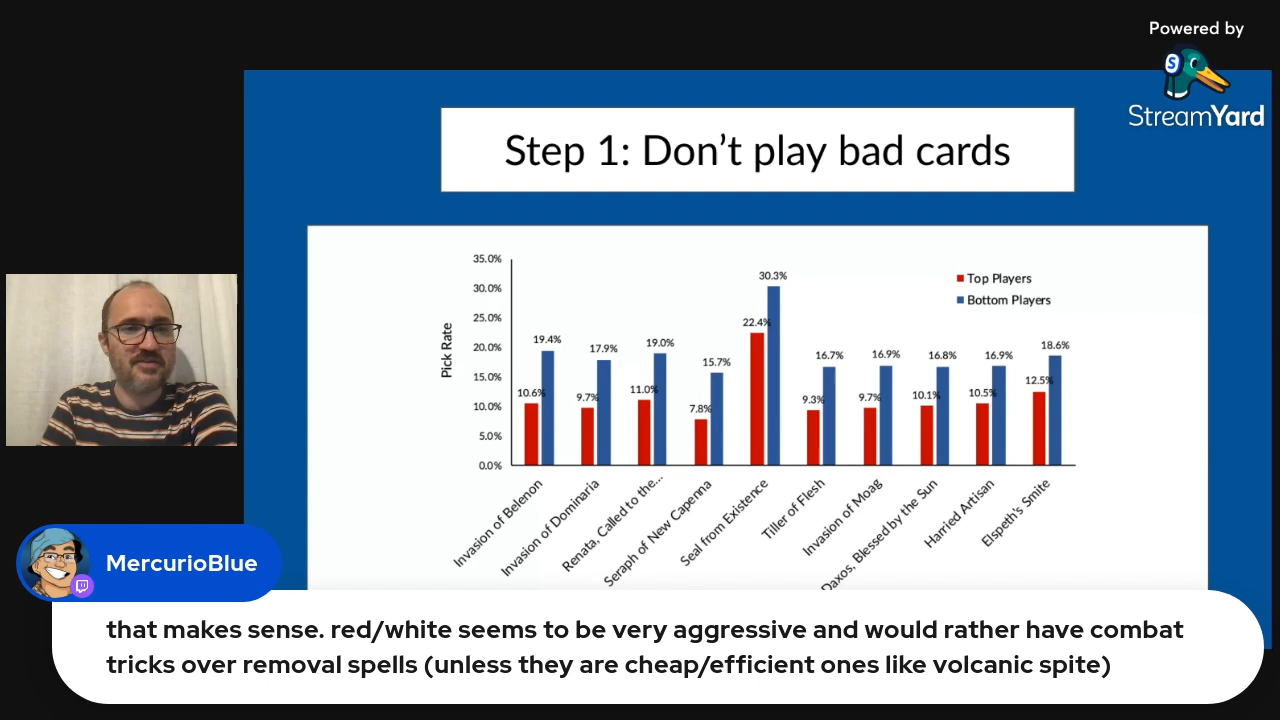 Powered by
StreamYard
Step 1: Don't play bad cards
35.0%
30.0%
25.0%
20.0%
15.0%
10.0%
5.0%
0.0%
Pick Rate
Top Players
Bottom Players
10.6%
19.4%
9.7%
17.9%
11.0%
19.0%
7.8%
15.7%
22.4%
30.3%
9.3%
16.7%
9.7%
16.9%
10.1%
16.8%
10.5%
16.9%
12.5%
18.6%
Invasion of Belenon
Invasion of Dominaria
Renata, Called to the...
Seraph of New Capenna
Seal from Existence
Tiller of Flesh
Invasion of Moag
Daxos, Blessed by the Sun
Harried Artisan
Elspeth's Smite
MercurioBlue
that makes sense. red/white seems to be very aggressive and would rather have combat
tricks over removal spells (unless they are cheap/efficient ones like volcanic spite)